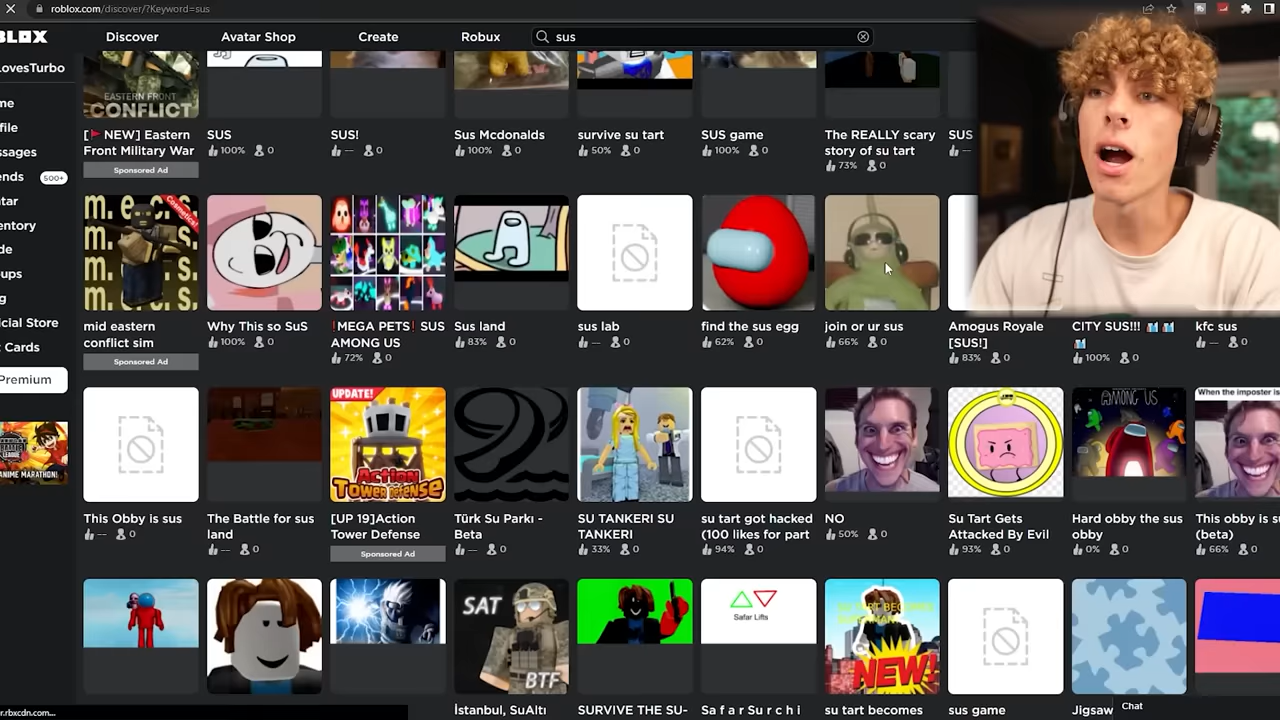 roblox.com/discover/?Keyword=sus
BLOX
Discover
Avatar Shop
Create
Robux
sus
LovesTurbo
me
file
ssages
ends
500+
tar
entory
de
ups
g
icial Store
Cards
Premium
ANIME MARATHON!
EASTERN FRONT
CONFLICT
[🚩 NEW] Eastern
Front Military War
Sponsored Ad
SUS
100% 0
SUS!
-- 0
Sus Mcdonalds
100% 0
survive su tart
50% 0
SUS game
100% 0
The REALLY scary
story of su tart
73% 0
SUS
--
m. e. c. s.
m. e. c. s.
m. e. c. s.
m. e. c. s.
Cosmetics!
mid eastern
conflict sim
Sponsored Ad
Why This so SuS
100% 0
❗MEGA PETS❗ SUS
AMONG US
72% 0
Sus land
83% 0
sus lab
-- 0
find the sus egg
62% 0
join or ur sus
66% 0
Amogus Royale
[SUS!]
83% 0
CITY SUS!!!
100% 0
kfc sus
-- 0
This Obby is sus
-- 0
The Battle for sus
land
-- 0
UPDATE!
Action
Tower Defense
[UP 19]Action
Tower Defense
Sponsored Ad
Türk Su Parkı -
Beta
-- 0
SU TANKERI SU
TANKERI
33% 0
su tart got hacked
(100 likes for part
94% 0
NO
50% 0
Su Tart Gets
Attacked By Evil
93% 0
AMONG US
Hard obby the sus
obby
0% 0
When the imposter is
This obby is s
(beta)
66% 0
SAT
BTF
İstanbul, SuAltı
SURVIVE THE SU-
Safar Lifts
S a f a r S u r c h i
SU TART BECOMES
NEW!
su tart becomes
sus game
Jigsaw
Chat
r.rbxcdn.com...